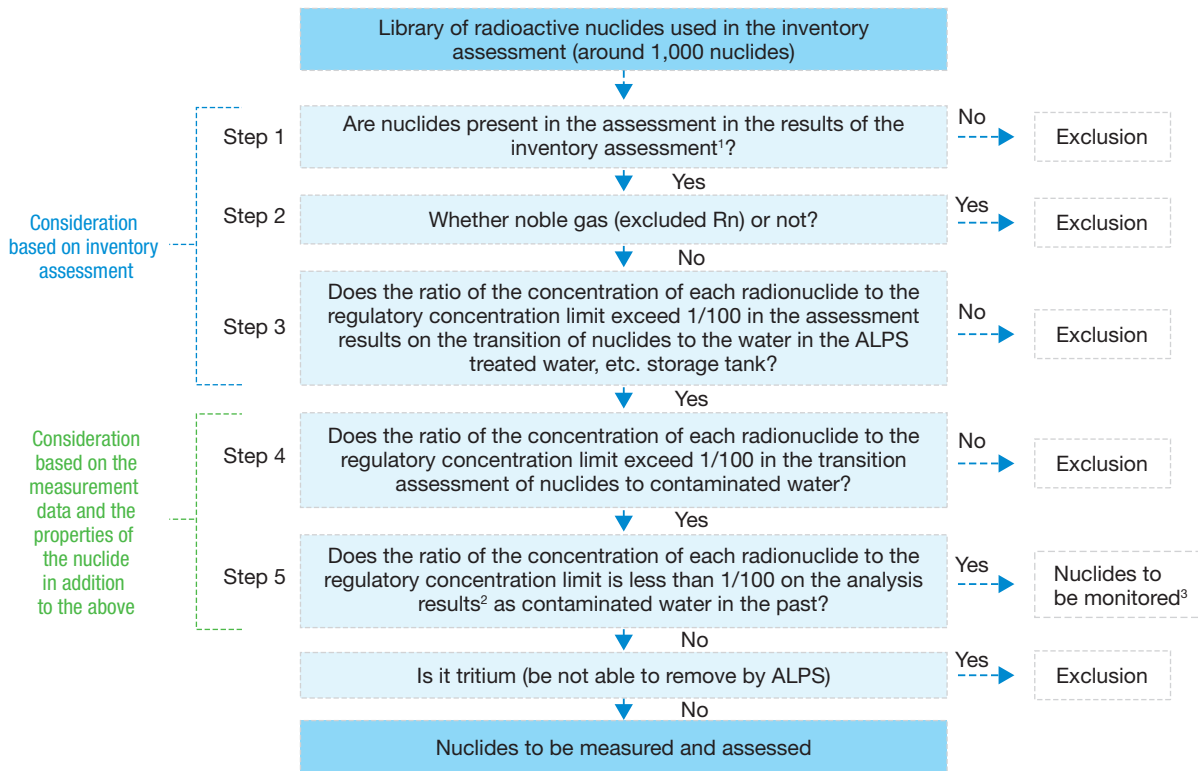 Library of radioactive nuclides used in the inventory
assessment (around 1,000 nuclides)
Step 1
Are nuclides present in the assessment in the results of the
inventory assessment¹?
No
Exclusion
Yes
Consideration
based on inventory
assessment
Step 2
Whether noble gas (excluded Rn) or not?
Yes
Exclusion
No
Step 3
Does the ratio of the concentration of each radionuclide to the
regulatory concentration limit exceed 1/100 in the assessment
results on the transition of nuclides to the water in the ALPS
treated water, etc. storage tank?
No
Exclusion
Yes
Consideration
based on the
measurement
data and the
properties of
the nuclide
in addition
to the above
Step 4
Does the ratio of the concentration of each radionuclide to the
regulatory concentration limit exceed 1/100 in the transition
assessment of nuclides to contaminated water?
No
Exclusion
Yes
Step 5
Does the ratio of the concentration of each radionuclide to the
regulatory concentration limit is less than 1/100 on the analysis
results² as contaminated water in the past?
Yes
Nuclides to
be monitored³
No
Is it tritium (be not able to remove by ALPS)
Yes
Exclusion
No
Nuclides to be measured and assessed